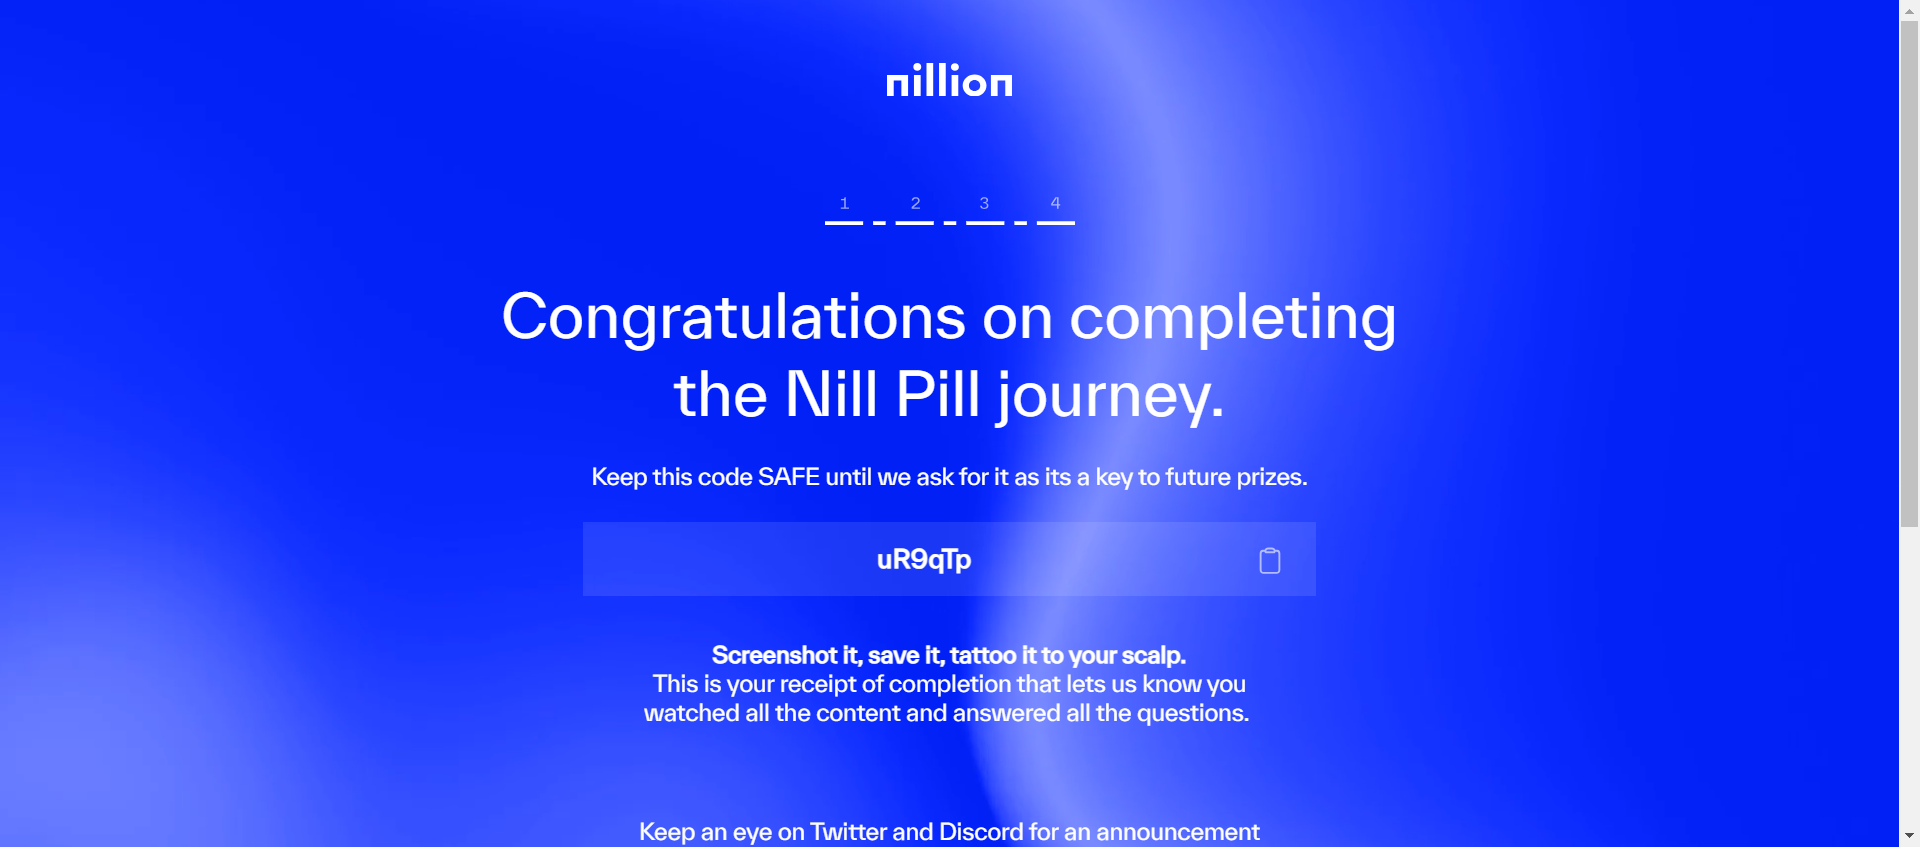 nillion
1 2 3 4
Congratulations on completing
the Nill Pill journey.
Keep this code SAFE until we ask for it as its a key to future prizes.
uR9qTp
Screenshot it, save it, tattoo it to your scalp.
This is your receipt of completion that lets us know you
watched all the content and answered all the questions.
Keep an eye on Twitter and Discord for an announcement